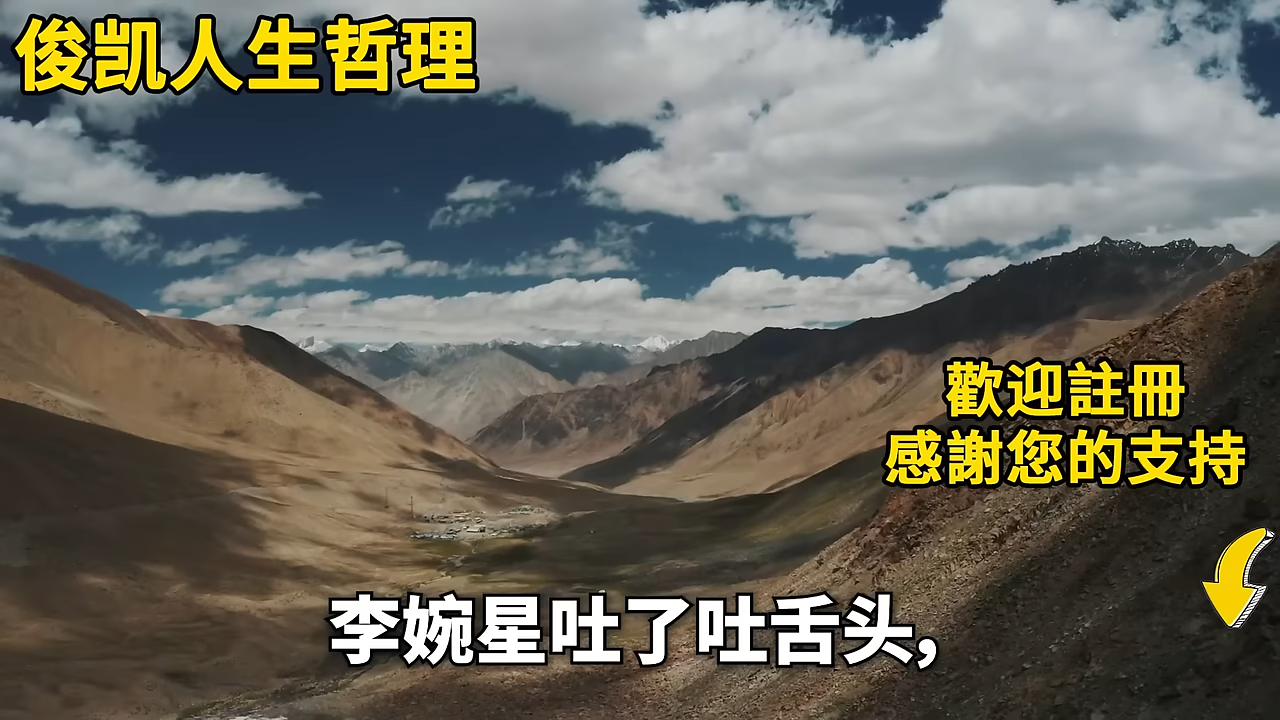 俊凯人生哲理
歡迎註冊
感謝您的支持
李婉星吐了吐舌头,